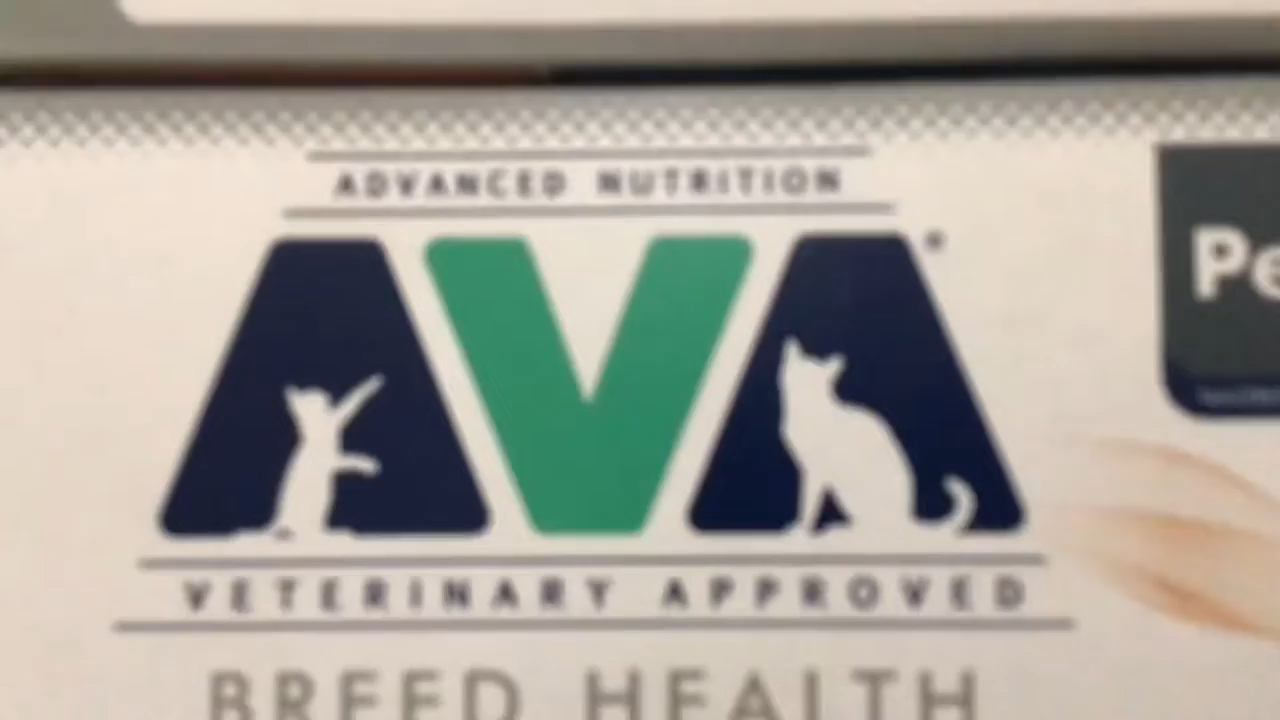 ADVANCED NUTRITION
AVA
VETERINARY APPROVED
BREED HEALTH